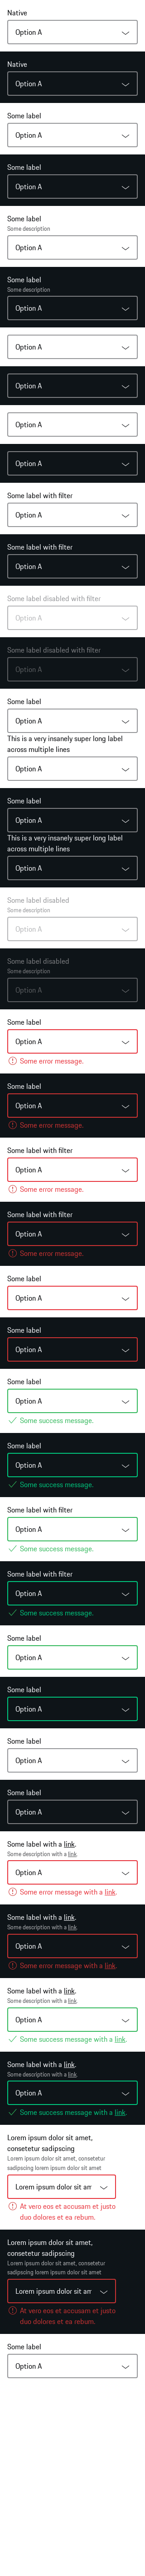 Native
Option A
Native
Option A
Some label
Option A
Some label
Option A
Some label
Some description
Option A
Some label
Some description
Option A
Option A
Option A
Option A
Option A
Some label with filter
Option A
Some label with filter
Option A
Some label disabled with filter
Option A
Some label disabled with filter
Option A
Some label
Option A
This is a very insanely super long label
across multiple lines
Option A
Some label
Option A
This is a very insanely super long label
across multiple lines
Option A
Some label disabled
Some description
Option A
Some label disabled
Some description
Option A
Some label
Option A
Some error message.
Some label
Option A
Some error message.
Some label with filter
Option A
Some error message.
Some label with filter
Option A
Some error message.
Some label
Option A
Some label
Option A
Some label
Option A
Some success message.
Some label
Option A
Some success message.
Some label with filter
Option A
Some success message.
Some label with filter
Option A
Some success message.
Some label
Option A
Some label
Option A
Some label
Option A
Some label
Option A
Some label with a link.
Some description with a link.
Option A
Some error message with a link.
Some label with a link.
Some description with a link.
Option A
Some error message with a link.
Some label with a link.
Some description with a link.
Option A
Some success message with a link.
Some label with a link.
Some description with a link.
Option A
Some success message with a link.
Lorem ipsum dolor sit amet,
consetetur sadipscing
Lorem ipsum dolor sit amet, consetetur
sadipscing lorem ipsum dolor sit amet
Lorem ipsum dolor sit am
At vero eos et accusam et justo
duo dolores et ea rebum.
Lorem ipsum dolor sit amet,
consetetur sadipscing
Lorem ipsum dolor sit amet, consetetur
sadipscing lorem ipsum dolor sit amet
Lorem ipsum dolor sit am
At vero eos et accusam et justo
duo dolores et ea rebum.
Some label
Option A